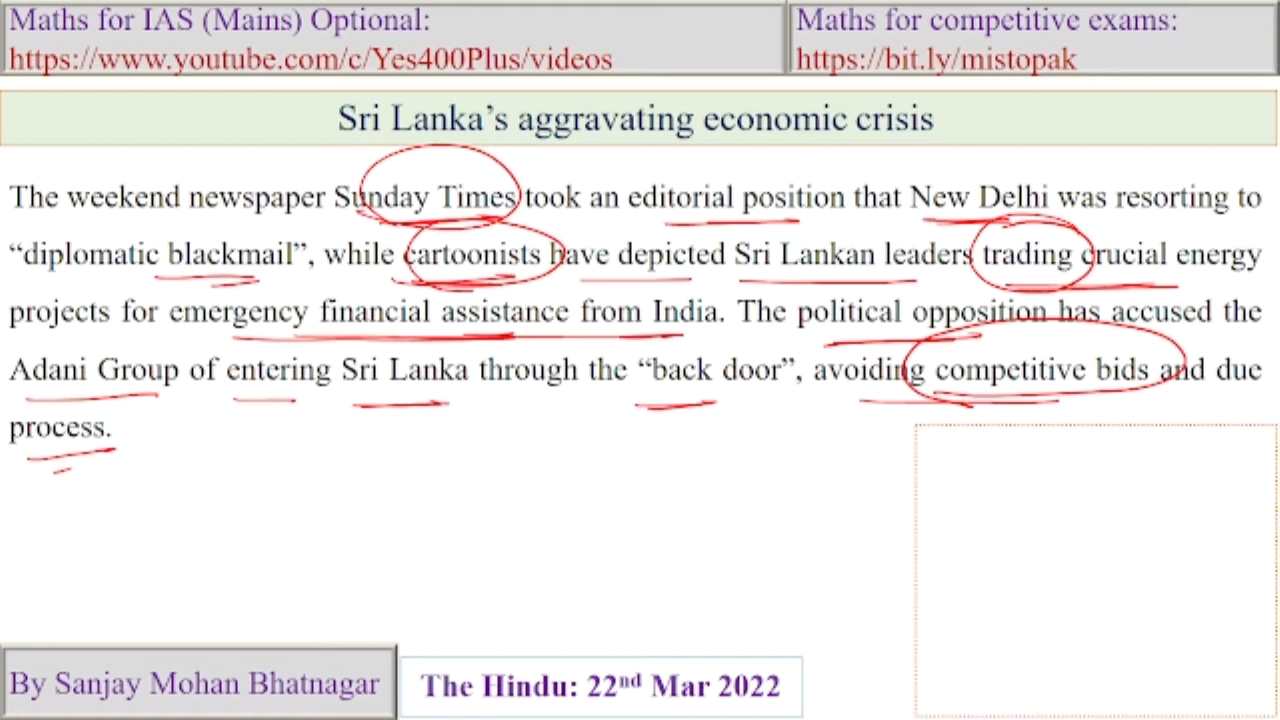 Maths for IAS (Mains) Optional:
https://www.youtube.com/c/Yes400Plus/videos
Maths for competitive exams:
https://bit.ly/mistopak
Sri Lanka’s aggravating economic crisis
The weekend newspaper Sunday Times took an editorial position that New Delhi was resorting to
“diplomatic blackmail”, while cartoonists have depicted Sri Lankan leaders trading crucial energy
projects for emergency financial assistance from India. The political opposition has accused the
Adani Group of entering Sri Lanka through the “back door”, avoiding competitive bids and due
process.
By Sanjay Mohan Bhatnagar
The Hindu: 22nd Mar 2022